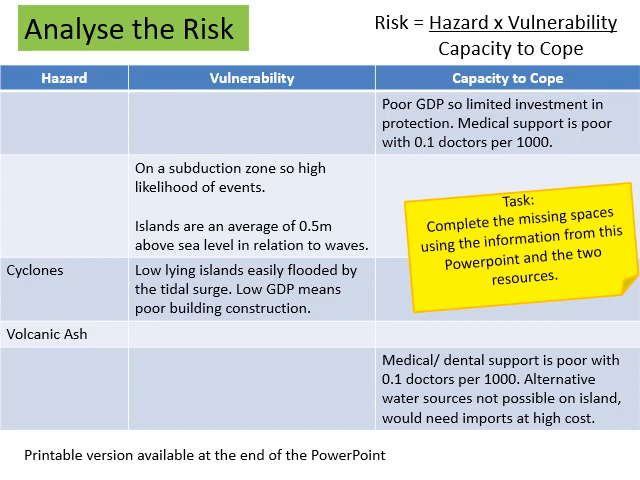 Analyse the Risk
Risk = Hazard x Vulnerability
Capacity to Cope
Hazard
Vulnerability
Capacity to Cope
Poor GDP so limited investment in
protection. Medical support is poor
with 0.1 doctors per 1000.
On a subduction zone so high
likelihood of events.
Islands are an average of 0.5m
above sea level in relation to waves.
Task:
Complete the missing spaces
using the information from this
Powerpoint and the two
resources.
Cyclones
Low lying islands easily flooded by
the tidal surge. Low GDP means
poor building construction.
Volcanic Ash
Medical/ dental support is poor with
0.1 doctors per 1000. Alternative
water sources not possible on island,
would need imports at high cost.
Printable version available at the end of the PowerPoint